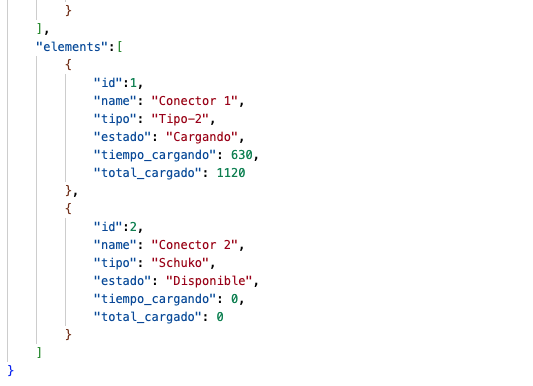 }
],
"elements":[
{
"id":1,
"name": "Conector 1",
"tipo": "Tipo-2",
"estado": "Cargando",
"tiempo_cargando": 630,
"total_cargado": 1120
},
{
"id":2,
"name": "Conector 2",
"tipo": "Schuko",
"estado": "Disponible",
"tiempo_cargando": 0,
"total_cargado": 0
}
]
}